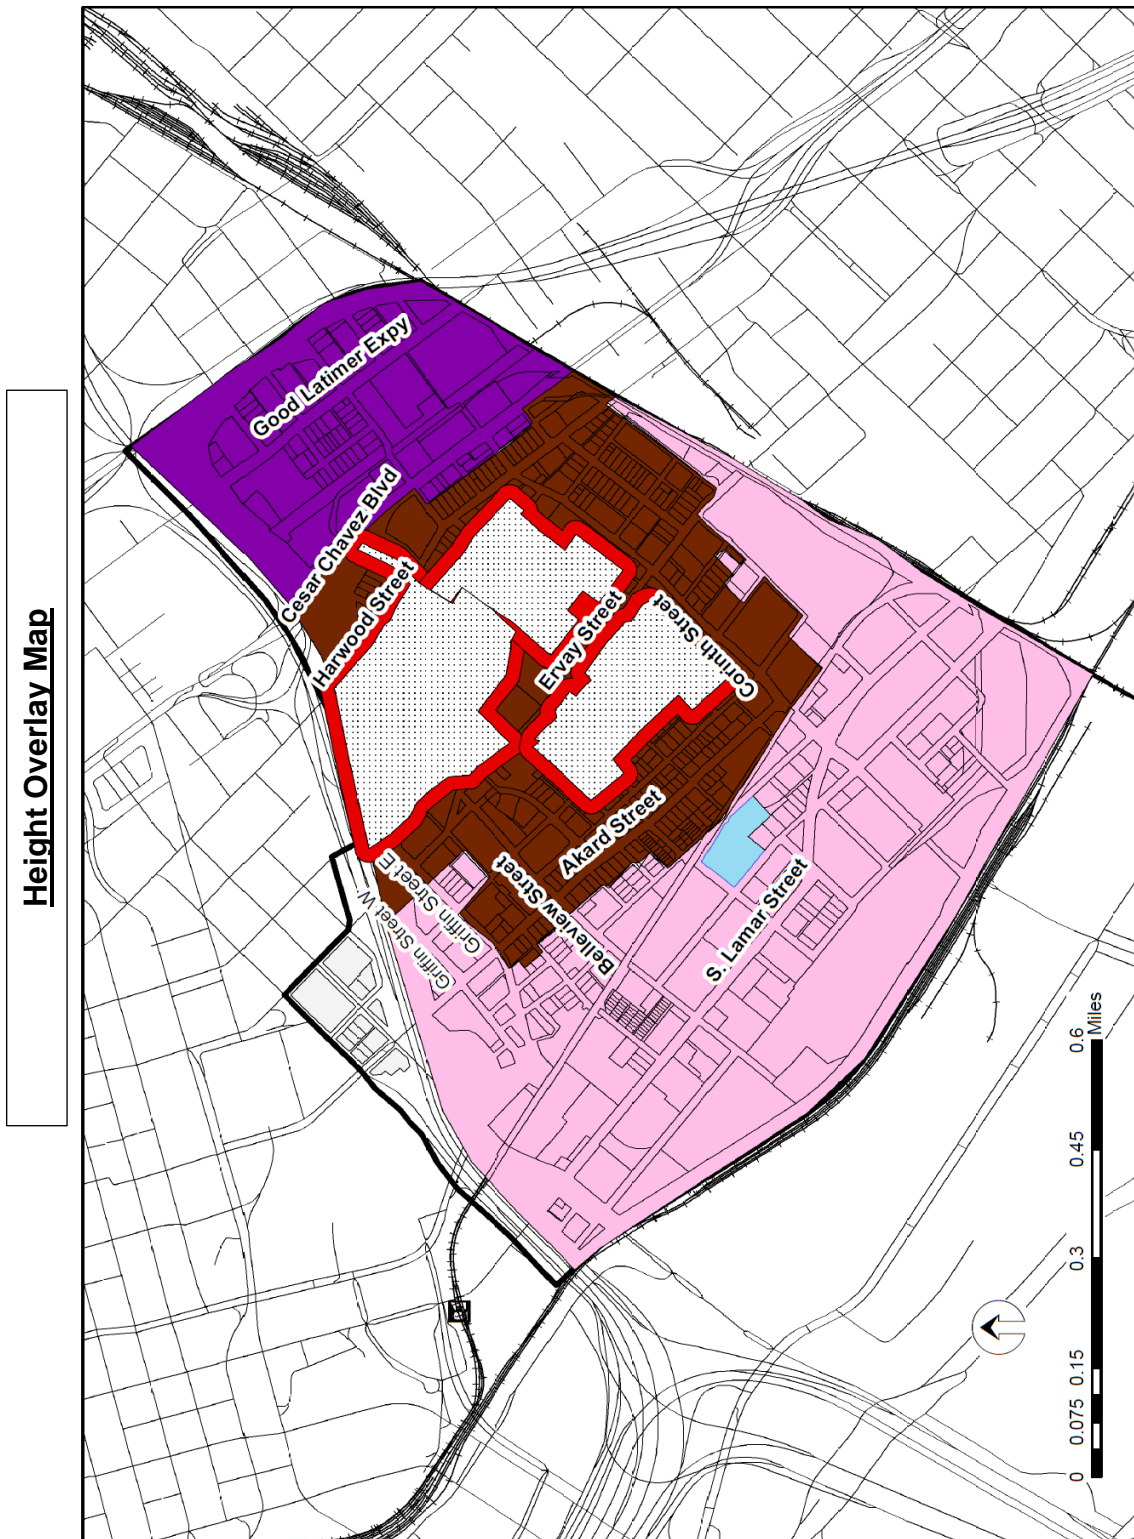 Height Overlay Map
Good Latimer Expy
Cesar Chavez Blvd
Harwood Street
Ervay Street
Corinth Street
Griffin Street E
Griffin Street W.
Belleview Street
Akard Street
S. Lamar Street
0 0.075 0.15 0.3 0.45 0.6
Miles